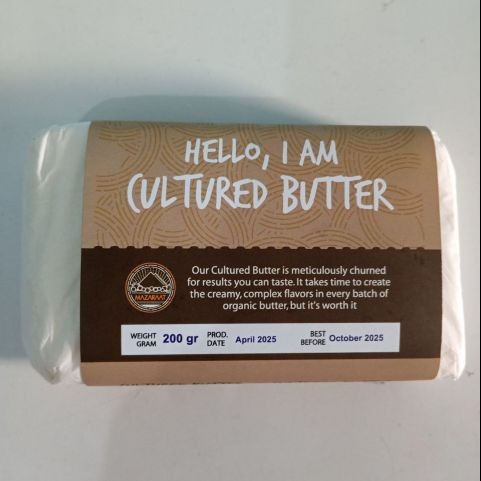 HELLO, I AM
CULTURED BUTTER
MAZARAAT
Our Cultured Butter is meticulously churned
for results you can taste. It takes time to create
the creamy, complex flavors in every batch of
organic butter, but it's worth it
WEIGHT GRAM 200 gr PROD. DATE April 2025 BEST BEFORE October 2025